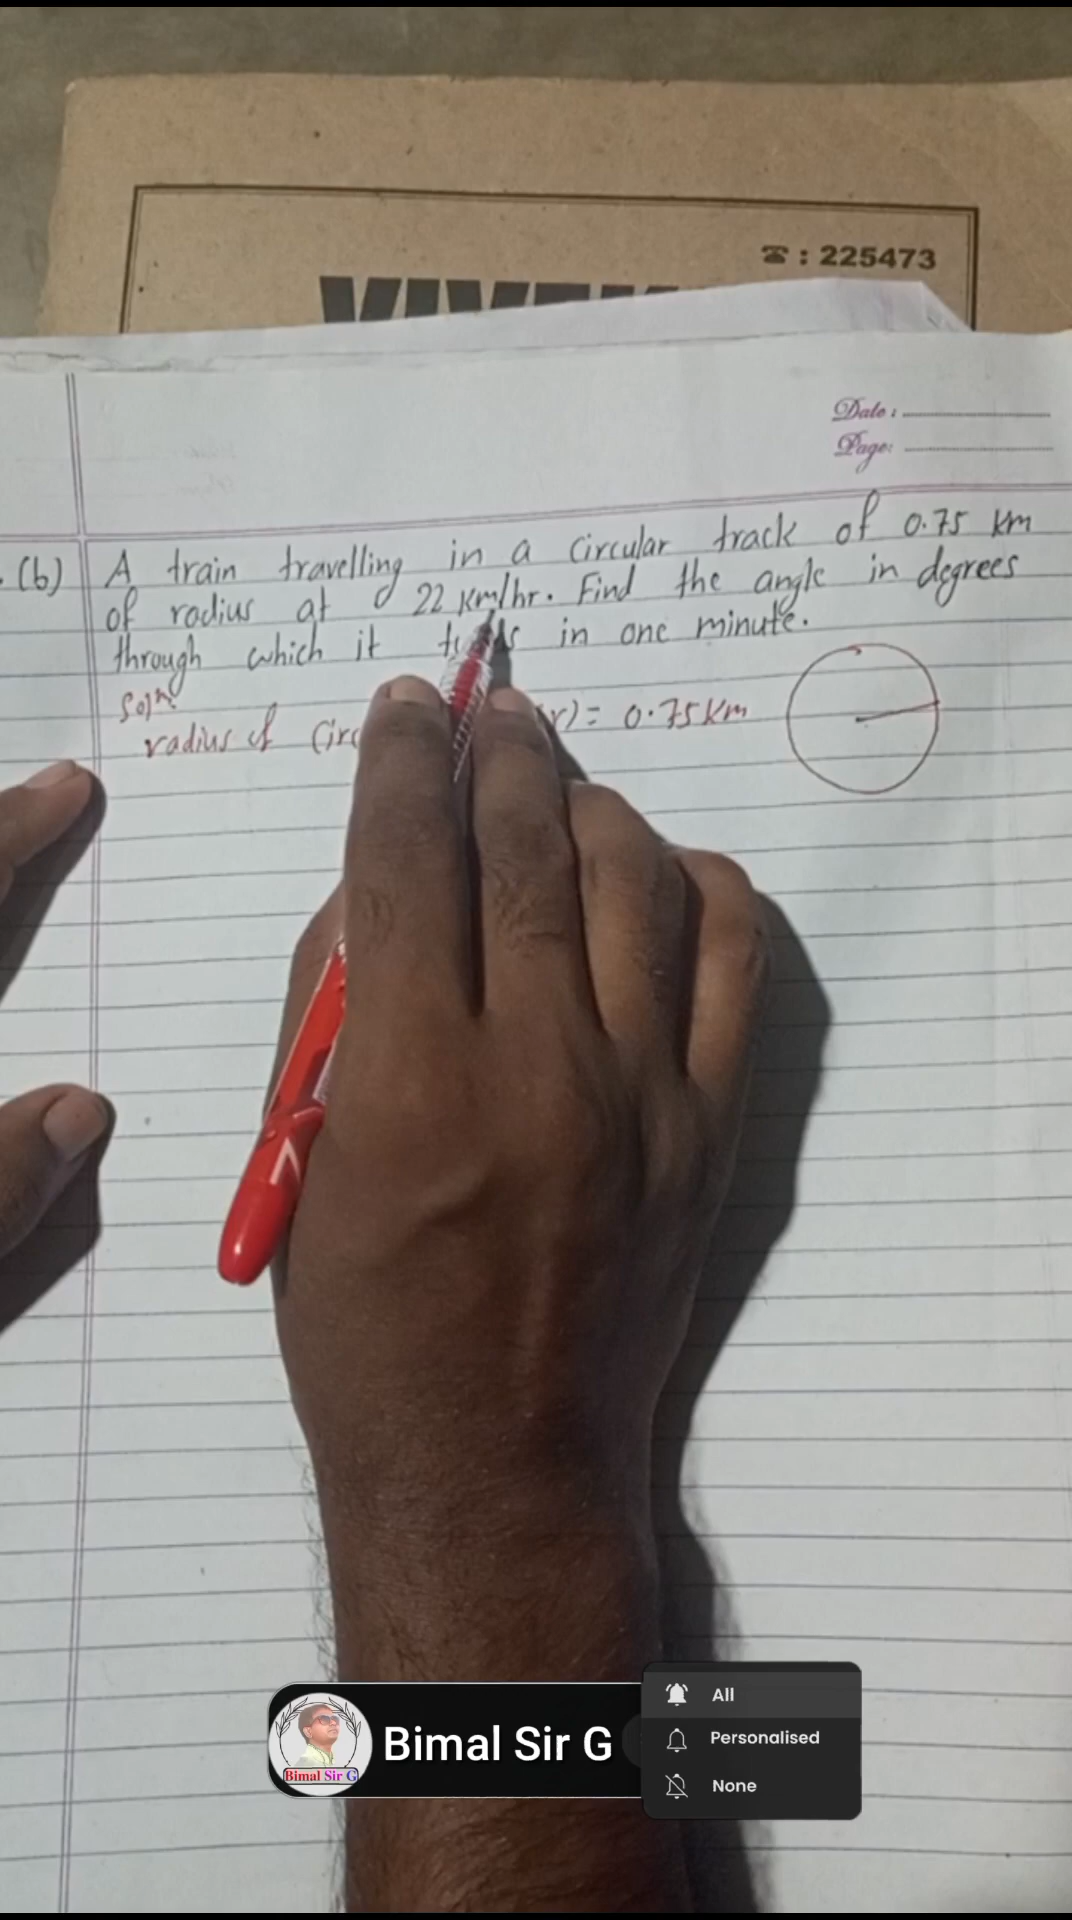 ☎ : 225473
Date :
Page:
(b) A train travelling in a circular track of 0.75 km
of radius at 22 km/hr. Find the angle in degrees
through which it in one minute.
Soln
radius of (r) = 0.75 km
Bimal Sir G
Bimal Sir G
All
Personalised
None